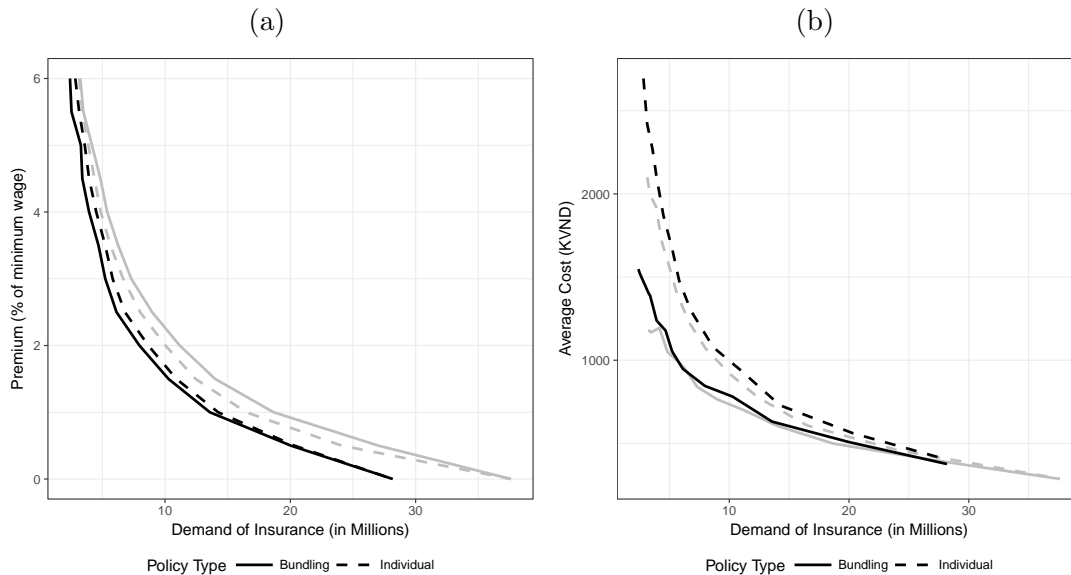 (a)
(b)
Premium (% of minimum wage)
6
4
2
0
10
20
30
Demand of Insurance (in Millions)
Policy Type Bundling Individual
Average Cost (KVND)
2000
1000
10
20
30
Demand of Insurance (in Millions)
Policy Type Bundling Individual